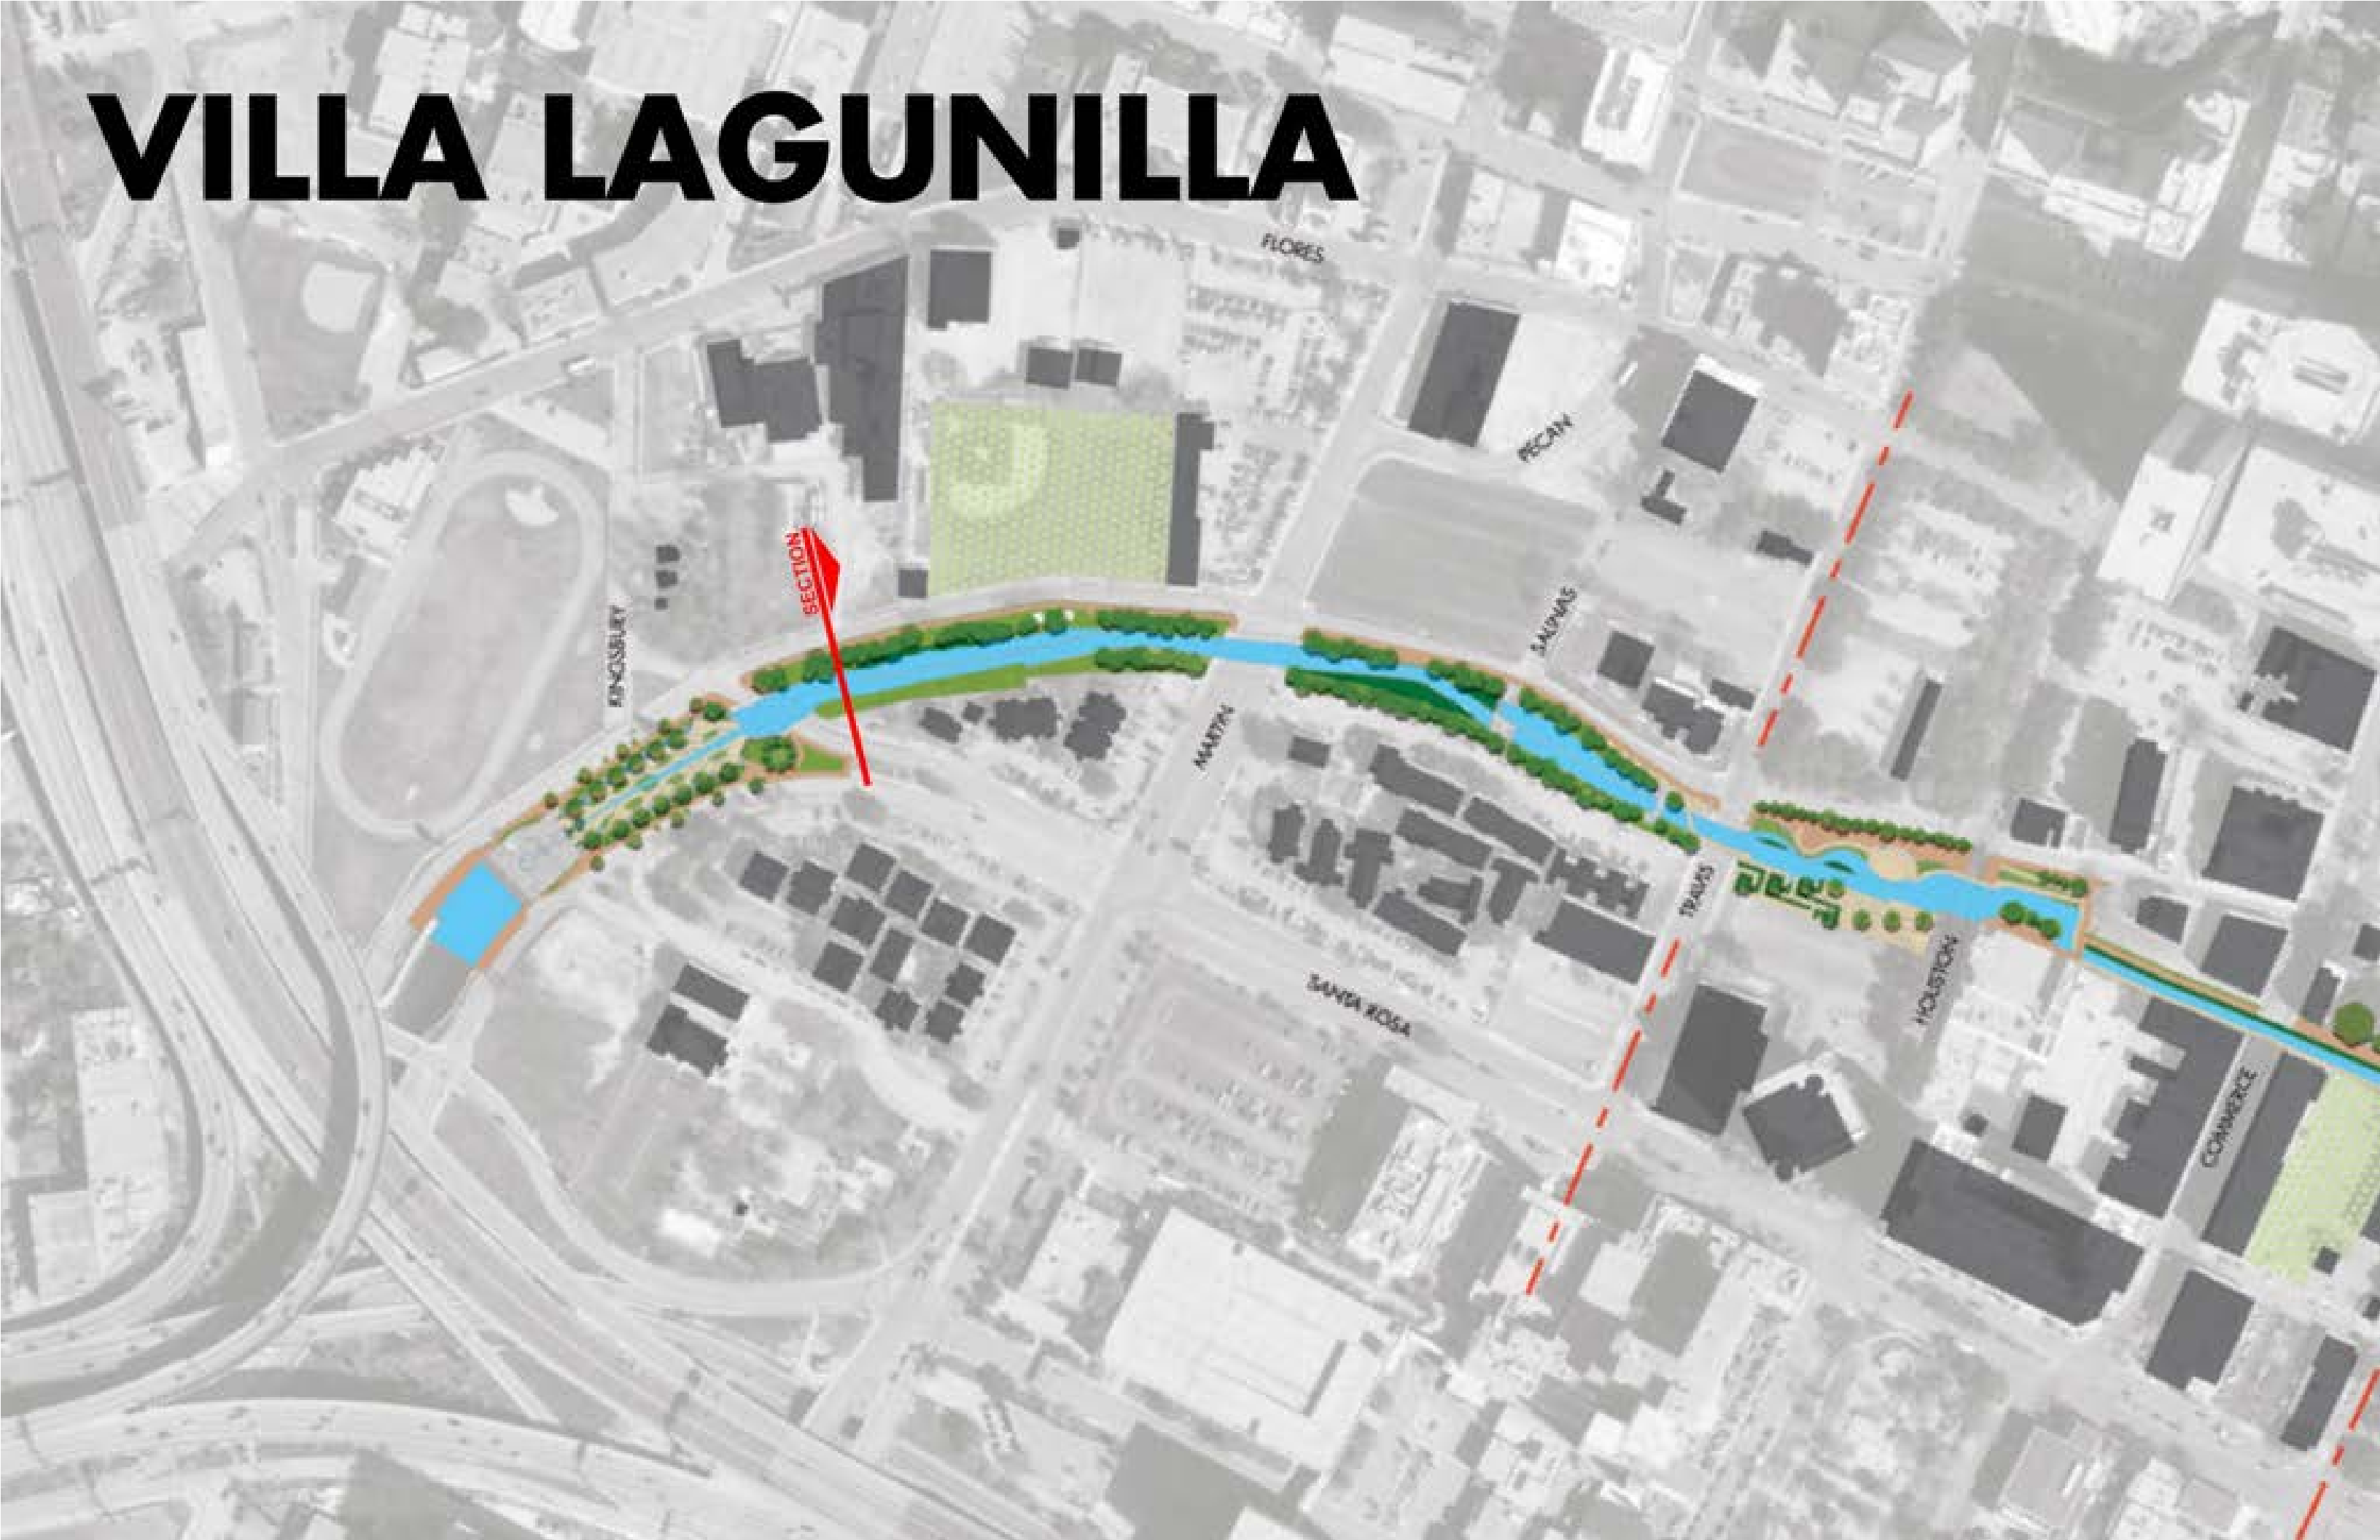 VILLA LAGUNILLA
FLORES
PECAN
SECTION
SALINAS
KINGSBURY
MARTIN
TRAVIS
HOUSTON
SANTA ROSA
COMMERCE